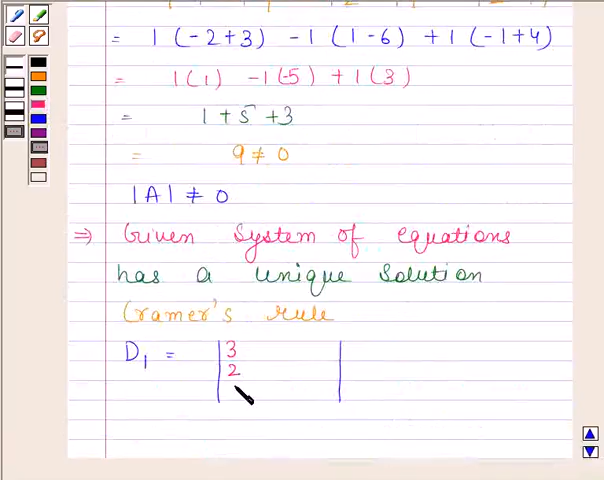 = 1 (-2+3) -1 (1-6) +1 (-1+4)
= 1(1) -1(-5) +1(3)
= 1 + 5 +3
= 9 ≠ 0
|A| ≠ 0
⇒ Given system of equations
has a unique solution
Cramer's rule
D₁ = | 3 |
| 2 |